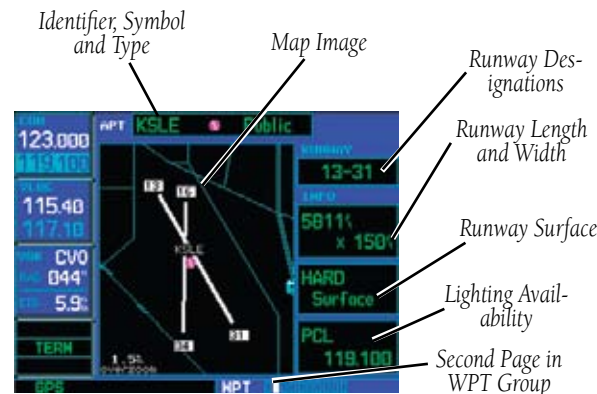 Identifier, Symbol
and Type
Map Image
Runway Des-
ignations
Runway Length
and Width
Runway Surface
Lighting Avail-
ability
Second Page in
WPT Group
COM
123.000
119.100
VLOC
115.40
117.10
CVO
044°
5.9
TERM
GPS
APT KSLE Public
13
16
KSLE
34
31
1.5
overzoom
RUNWAY
13-31
INFO
5811
x 150
HARD
Surface
PCL
119.100
WPT